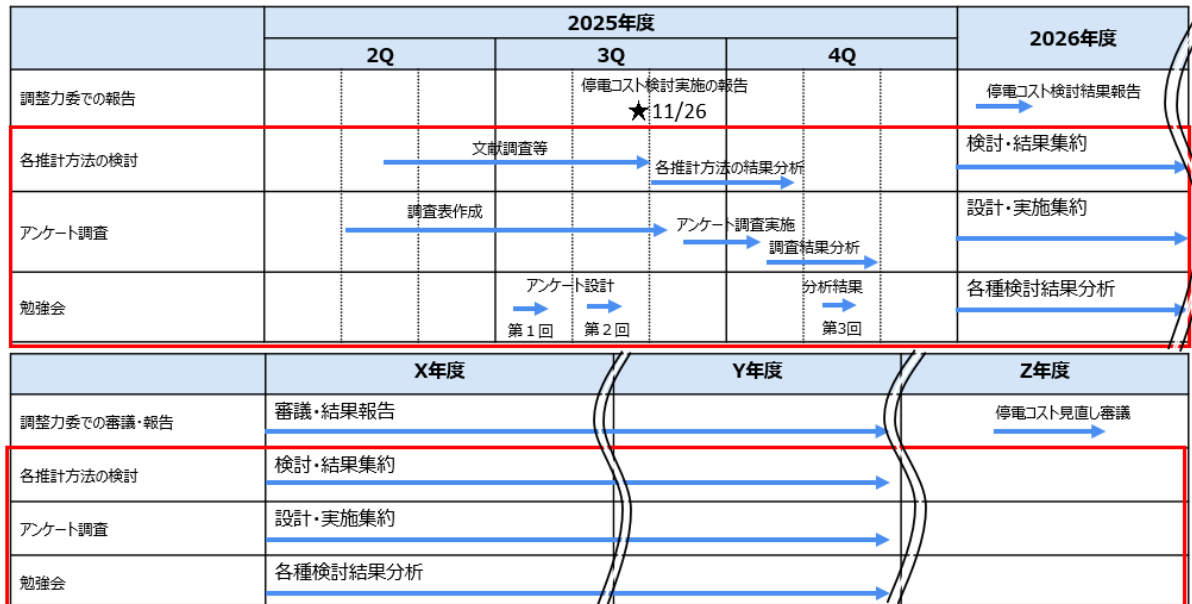 2025年度
2026年度
2Q
3Q
4Q
調整力委での報告
停電コスト検討実施の報告
★11/26
停電コスト検討結果報告
各推計方法の検討
文献調査等
各推計方法の結果分析
検討・結果集約
アンケート調査
調査表作成
アンケート調査実施
調査結果分析
設計・実施集約
勉強会
アンケート設計
第1回
第2回
分析結果
第3回
各種検討結果分析
X年度
Y年度
Z年度
調整力委での審議・報告
審議・結果報告
停電コスト見直し審議
各推計方法の検討
検討・結果集約
アンケート調査
設計・実施集約
勉強会
各種検討結果分析